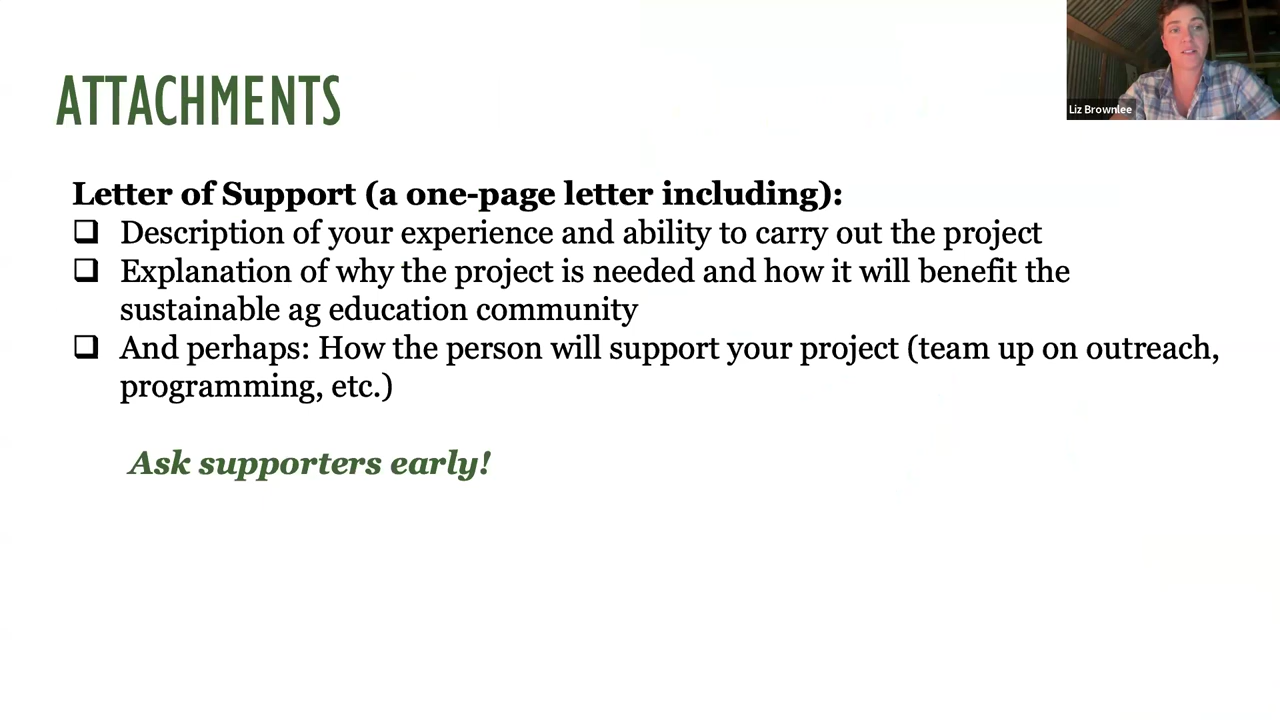 ATTACHMENTS
Liz Brownlee
Letter of Support (a one-page letter including):
Description of your experience and ability to carry out the project
Explanation of why the project is needed and how it will benefit the
sustainable ag education community
And perhaps: How the person will support your project (team up on outreach,
programming, etc.)
Ask supporters early!